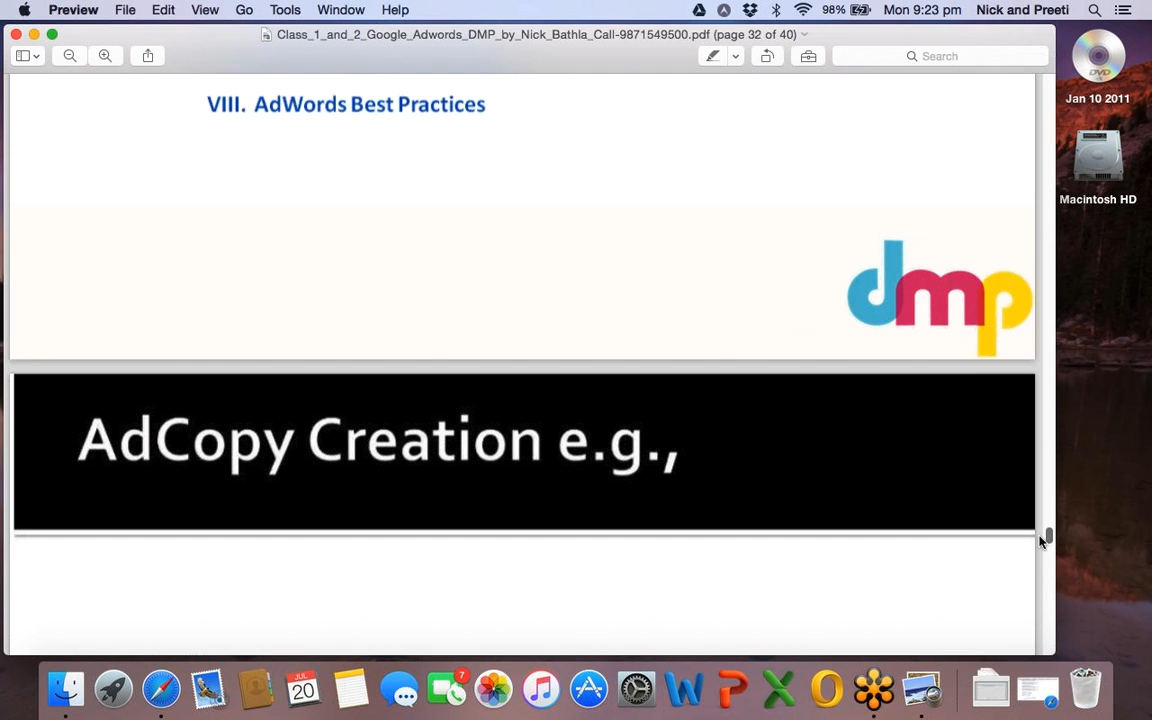 Preview File Edit View Go Tools Window Help 98% Mon 9:23 pm Nick and Preeti
Class_1_and_2_Google_Adwords_DMP_by_Nick_Bathla_Call-9871549500.pdf (page 32 of 40)
Search
DVD
Jan 10 2011
Macintosh HD
VIII. AdWords Best Practices
dmp
AdCopy Creation e.g.,
7
JUL
20